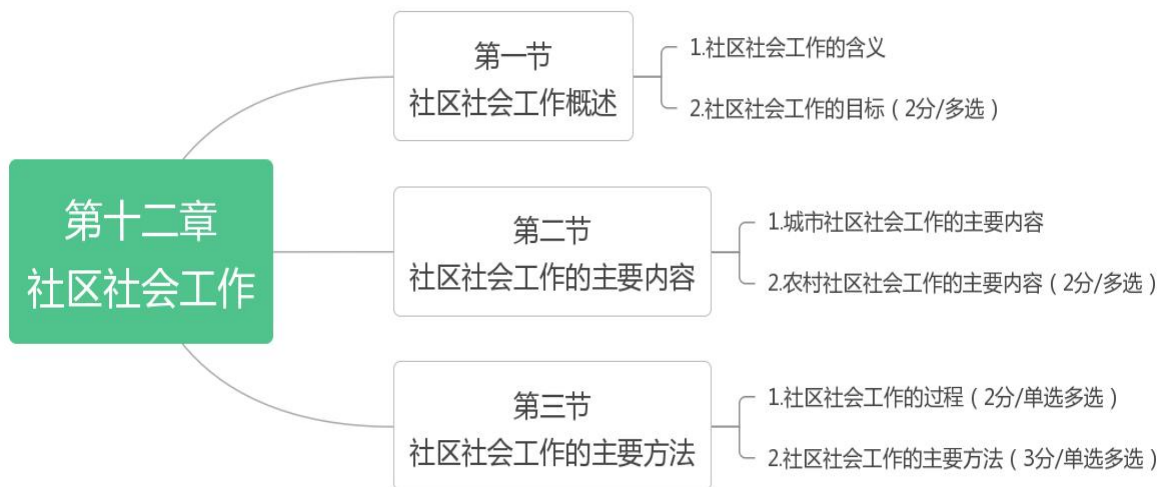 第十二章
社区社会工作
第一节
社区社会工作概述
1.社区社会工作的含义
2.社区社会工作的目标（2分/多选）
第二节
社区社会工作的主要内容
1.城市社区社会工作的主要内容
2.农村社区社会工作的主要内容（2分/多选）
第三节
社区社会工作的主要方法
1.社区社会工作的过程（2分/单选多选）
2.社区社会工作的主要方法（3分/单选多选）